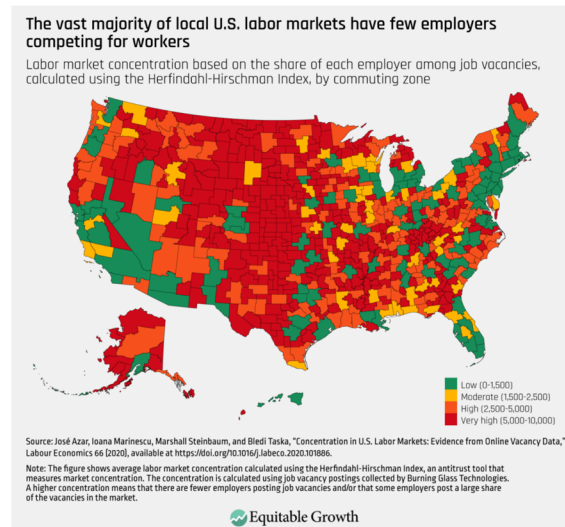 The vast majority of local U.S. labor markets have few employers
competing for workers
Labor market concentration based on the share of each employer among job vacancies,
calculated using the Herfindahl-Hirschman Index, by commuting zone
Low (0-1,500)
Moderate (1,500-2,500)
High (2,500-5,000)
Very high (5,000-10,000)
Source: José Azar, Ioana Marinescu, Marshall Steinbaum, and Bledi Taska, "Concentration in U.S. Labor Markets: Evidence from Online Vacancy Data,"
Labour Economics 66 (2020), available at https://doi.org/10.1016/j.labeco.2020.101886.
Note: The figure shows average labor market concentration calculated using the Herfindahl-Hirschman Index, an antitrust tool that
measures market concentration. The concentration is calculated using job vacancy postings collected by Burning Glass Technologies.
A higher concentration means that there are fewer employers posting job vacancies and/or that some employers post a large share
of the vacancies in the market.
Equitable Growth